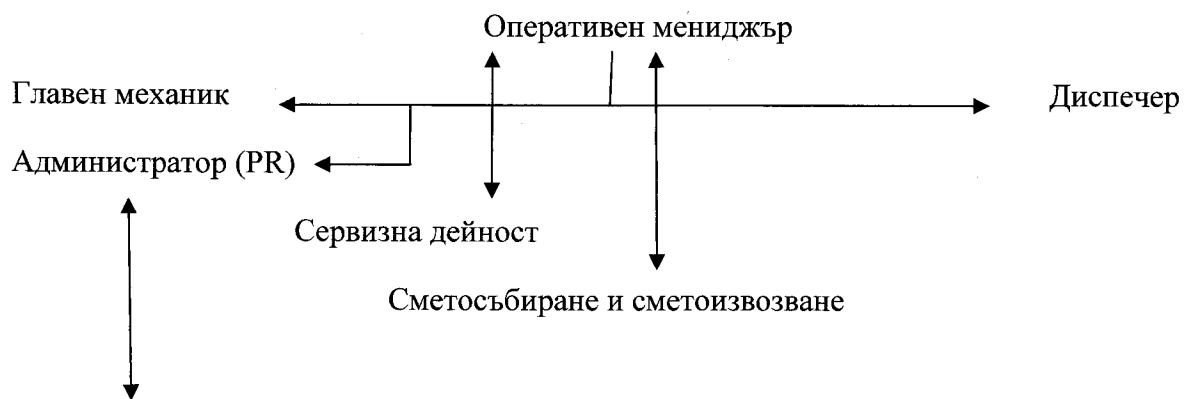 Оперативен мениджър
Главен механик
Диспечер
Администратор (PR)
Сервизна дейност
Сметосъбиране и сметоизвозване